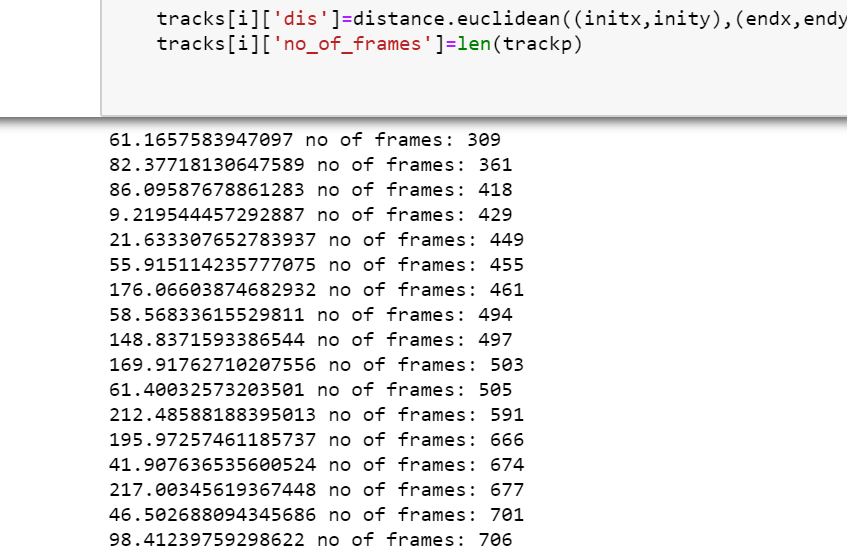 tracks[i]['dis']=distance.euclidean((initx,inity),(endx,endy
tracks[i]['no_of_frames']=len(trackp)
61.1657583947097 no of frames: 309
82.37718130647589 no of frames: 361
86.09587678861283 no of frames: 418
9.219544457292887 no of frames: 429
21.633307652783937 no of frames: 449
55.915114235777075 no of frames: 455
176.06603874682932 no of frames: 461
58.56833615529811 no of frames: 494
148.8371593386544 no of frames: 497
169.91762710207556 no of frames: 503
61.40032573203501 no of frames: 505
212.48588188395013 no of frames: 591
195.97257461185737 no of frames: 666
41.907636535600524 no of frames: 674
217.00345619367448 no of frames: 677
46.502688094345686 no of frames: 701
98.41239759298622 no of frames: 706